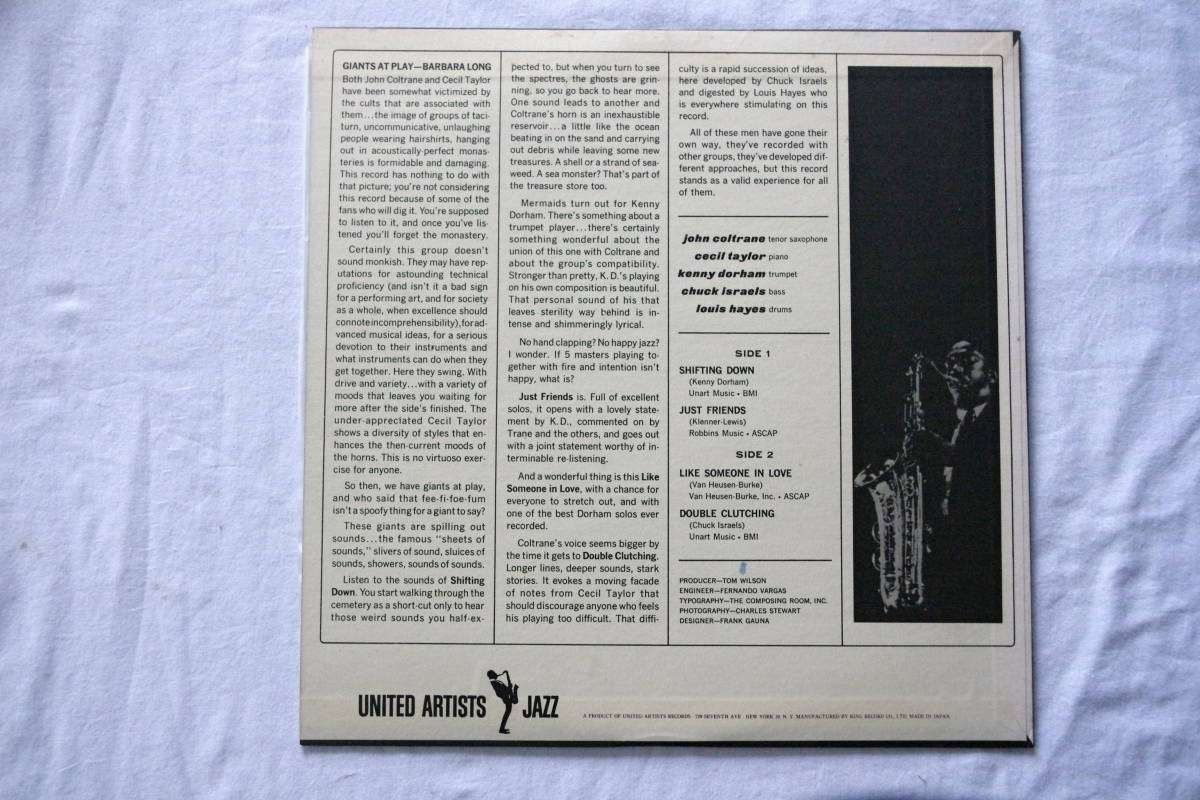 GIANTS AT PLAY—BARBARA LONG
Both John Coltrane and Cecil Taylor
have been somewhat victimized by
the cults that are associated with
them...the image of groups of taci-
turn, uncommunicative, unlaughing
people wearing hairshirts, hanging
out in acoustically-perfect monas-
teries is formidable and damaging.
This record has nothing to do with
that picture; you're not considering
this record because of some of the
fans who will dig it. You're supposed
to listen to it, and once you've lis-
tened you'll forget the monastery.
Certainly this group doesn't
sound monkish. They may have rep-
utations for astounding technical
proficiency (and isn't it a bad sign
for a performing art, and for society
as a whole, when excellence should
connote incomprehensibility), for ad-
vanced musical ideas, for a serious
devotion to their instruments and
what instruments can do when they
get together. Here they swing. With
drive and variety...with a variety of
moods that leaves you waiting for
more after the side's finished. The
under-appreciated Cecil Taylor
shows a diversity of styles that en-
hances the then-current moods of
the horns. This is no virtuoso exer-
cise for anyone.
So then, we have giants at play,
and who said that fee-fi-foe-fum
isn't a spoofy thing for a giant to say?
These giants are spilling out
sounds...the famous "sheets of
sounds," slivers of sound, sluices of
sounds, showers, sounds of sounds.
Listen to the sounds of Shifting
Down. You start walking through the
cemetery as a short-cut only to hear
those weird sounds you half-ex-
pected to, but when you turn to see
the spectres, the ghosts are grin-
ning, so you go back to hear more.
One sound leads to another and
Coltrane's horn is an inexhaustible
reservoir...a little like the ocean
beating in on the sand and carrying
out debris while leaving some new
treasures. A shell or a strand of sea-
weed. A sea monster? That's part of
the treasure store too.
Mermaids turn out for Kenny
Dorham. There's something about a
trumpet player...there's certainly
something wonderful about the
union of this one with Coltrane and
about the group's compatibility.
Stronger than pretty, K.D.'s playing
on his own composition is beautiful.
That personal sound of his that
leaves sterility way behind is in-
tense and shimmeringly lyrical.
No hand clapping? No happy jazz?
I wonder. If 5 masters playing to-
gether with fire and intention isn't
happy, what is?
Just Friends is. Full of excellent
solos, it opens with a lovely state-
ment by K.D., commented on by
Trane and the others, and goes out
with a joint statement worthy of in-
terminable re-listening.
And a wonderful thing is this Like
Someone in Love, with a chance for
everyone to stretch out, and with
one of the best Dorham solos ever
recorded.
Coltrane's voice seems bigger by
the time it gets to Double Clutching.
Longer lines, deeper sounds, stark
stories. It evokes a moving facade
of notes from Cecil Taylor that
should discourage anyone who feels
his playing too difficult. That diffi-
culty is a rapid succession of ideas,
here developed by Chuck Israels
and digested by Louis Hayes who
is everywhere stimulating on this
record.
All of these men have gone their
own way, they've recorded with
other groups, they've developed dif-
ferent approaches, but this record
stands as a valid experience for all
of them.
john coltrane tenor saxophone
cecil taylor piano
kenny dorham trumpet
chuck israels bass
louis hayes drums
SIDE 1
SHIFTING DOWN
(Kenny Dorham)
Unart Music • BMI
JUST FRIENDS
(Klenner-Lewis)
Robbins Music • ASCAP
SIDE 2
LIKE SOMEONE IN LOVE
(Van Heusen-Burke)
Van Heusen-Burke, Inc. • ASCAP
DOUBLE CLUTCHING
(Chuck Israels)
Unart Music • BMI
PRODUCER—TOM WILSON
ENGINEER—FERNANDO VARGAS
TYPOGRAPHY—THE COMPOSING ROOM, INC.
PHOTOGRAPHY—CHARLES STEWART
DESIGNER—FRANK GAUNA
UNITED ARTISTS JAZZ
A PRODUCT OF UNITED ARTISTS RECORDS 729 SEVENTH AVE. NEW YORK 19, N. Y. MANUFACTURED BY KING RECORD CO., LTD. MADE IN JAPAN